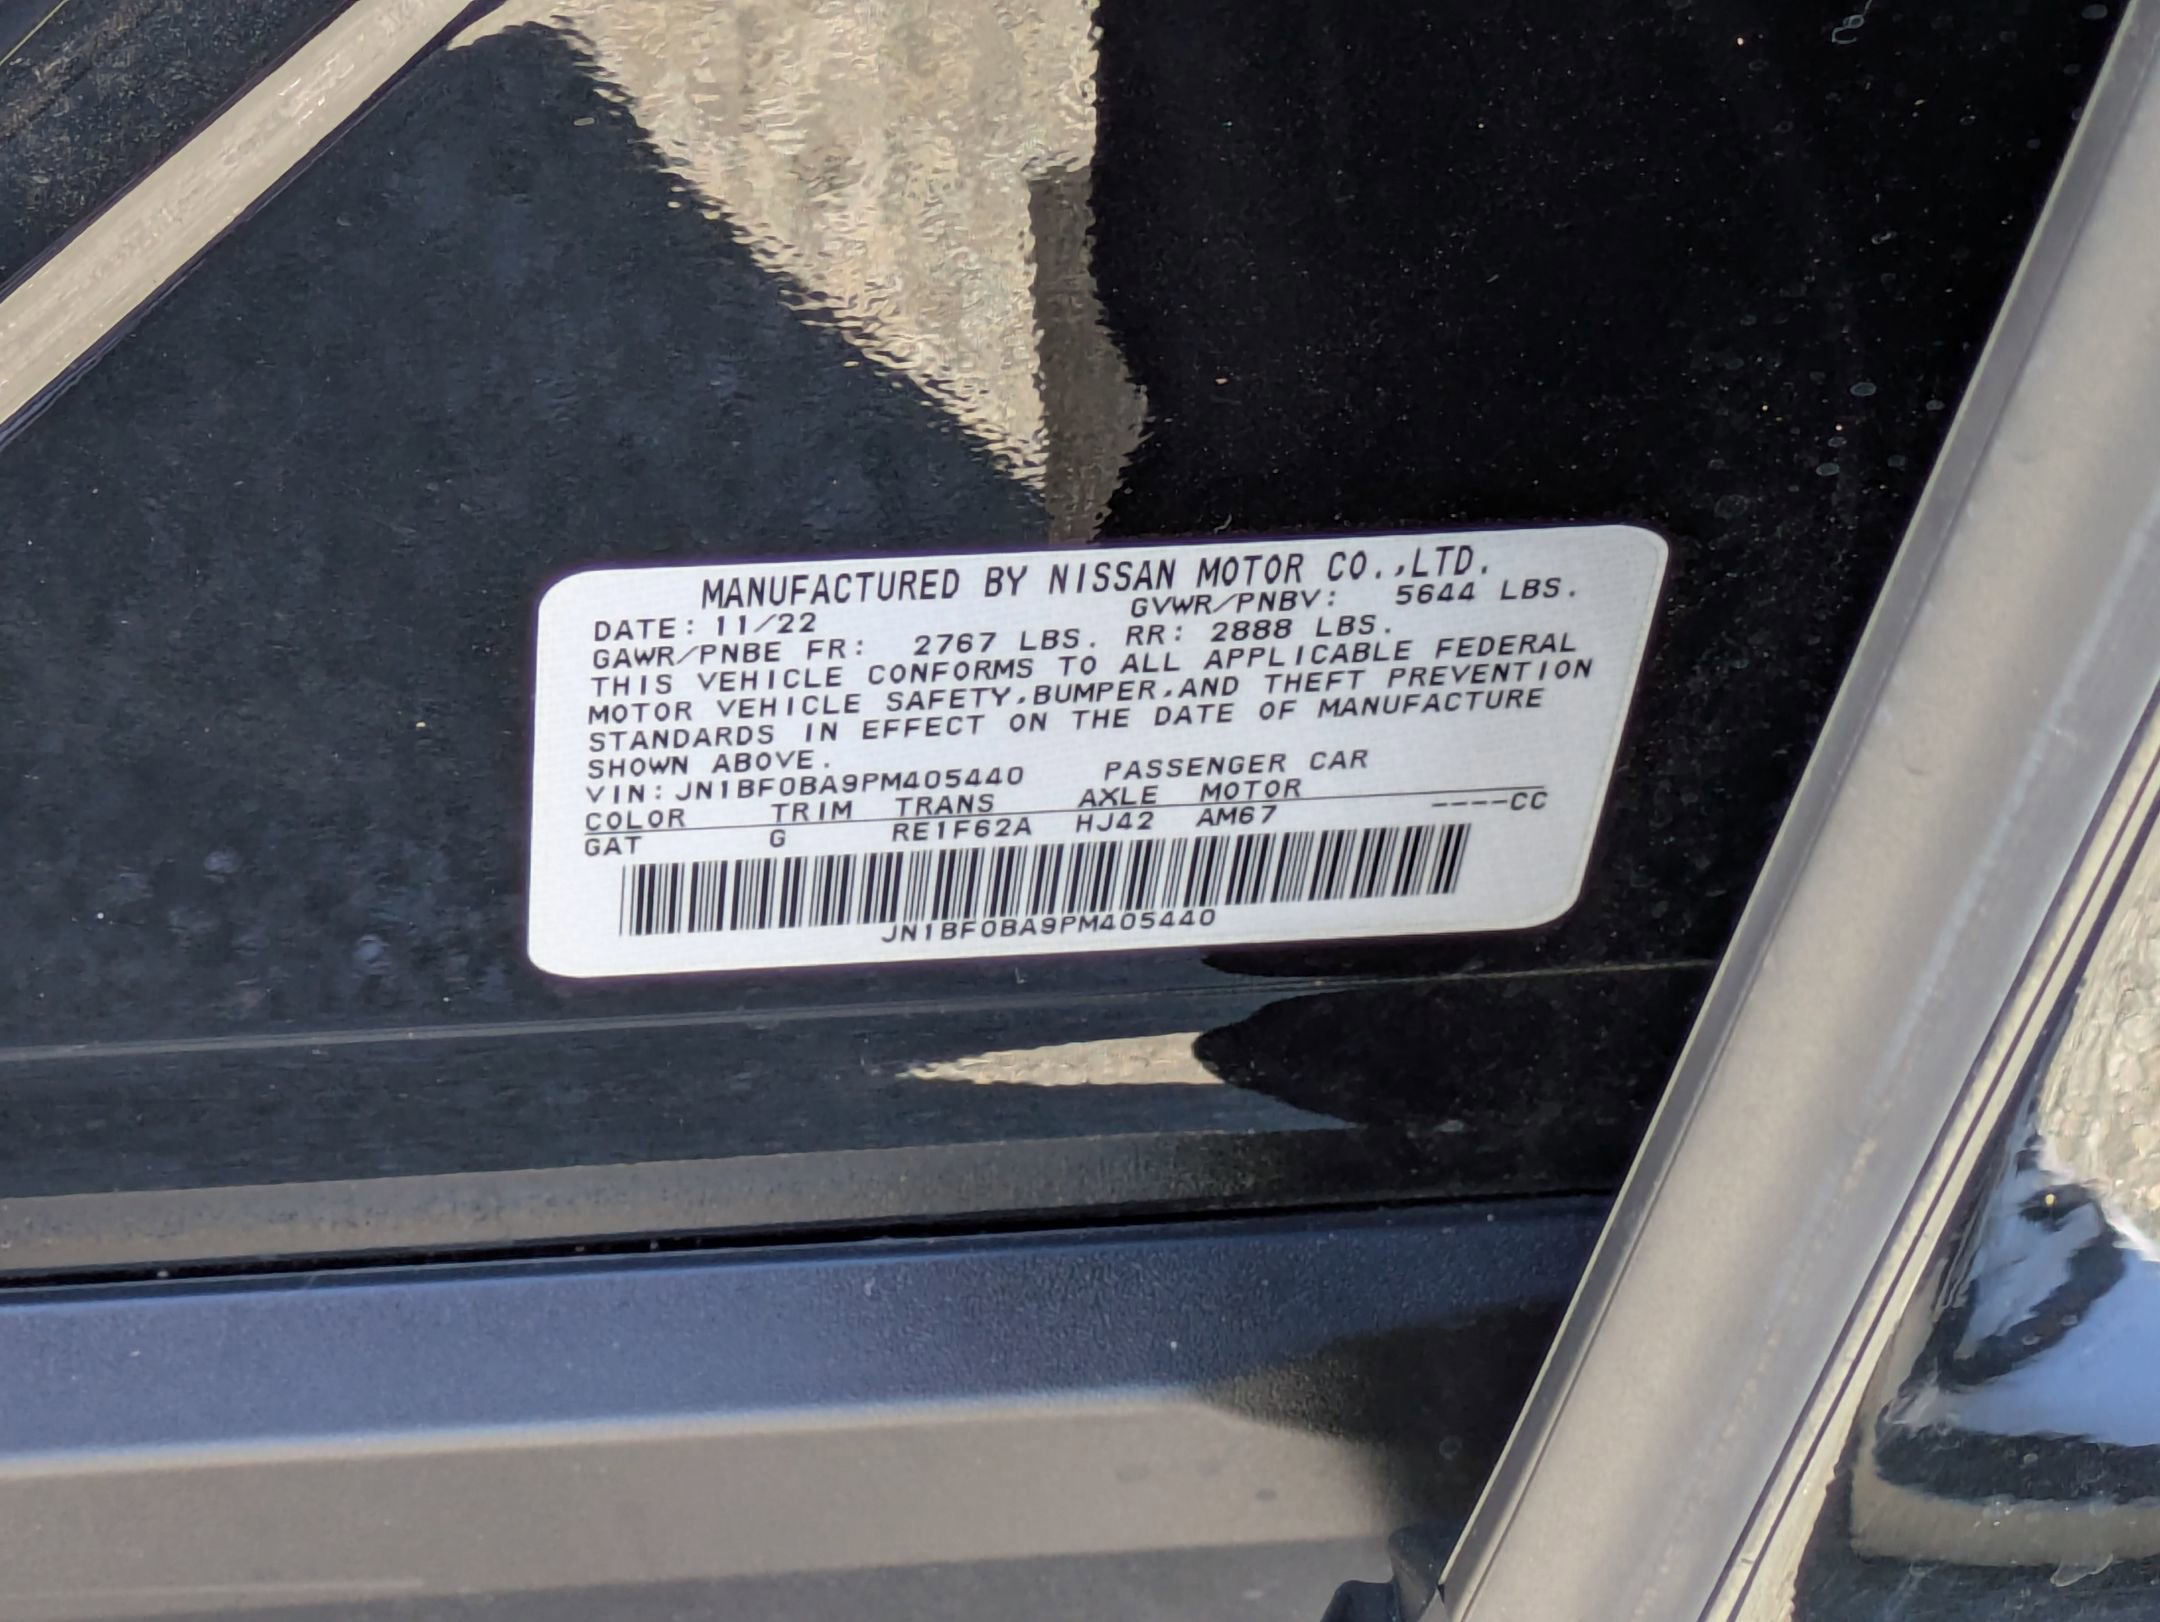 MANUFACTURED BY NISSAN MOTOR CO.,LTD.
DATE: 11/22 GVWR/PNBV: 5644 LBS.
GAWR/PNBE FR: 2767 LBS. RR: 2888 LBS.
THIS VEHICLE CONFORMS TO ALL APPLICABLE FEDERAL
MOTOR VEHICLE SAFETY,BUMPER,AND THEFT PREVENTION
STANDARDS IN EFFECT ON THE DATE OF MANUFACTURE
SHOWN ABOVE.
VIN: JN1BF0BA9PM405440 PASSENGER CAR
COLOR TRIM TRANS AXLE MOTOR
GAT G RE1F62A HJ42 AM67 ----CC
JN1BF0BA9PM405440